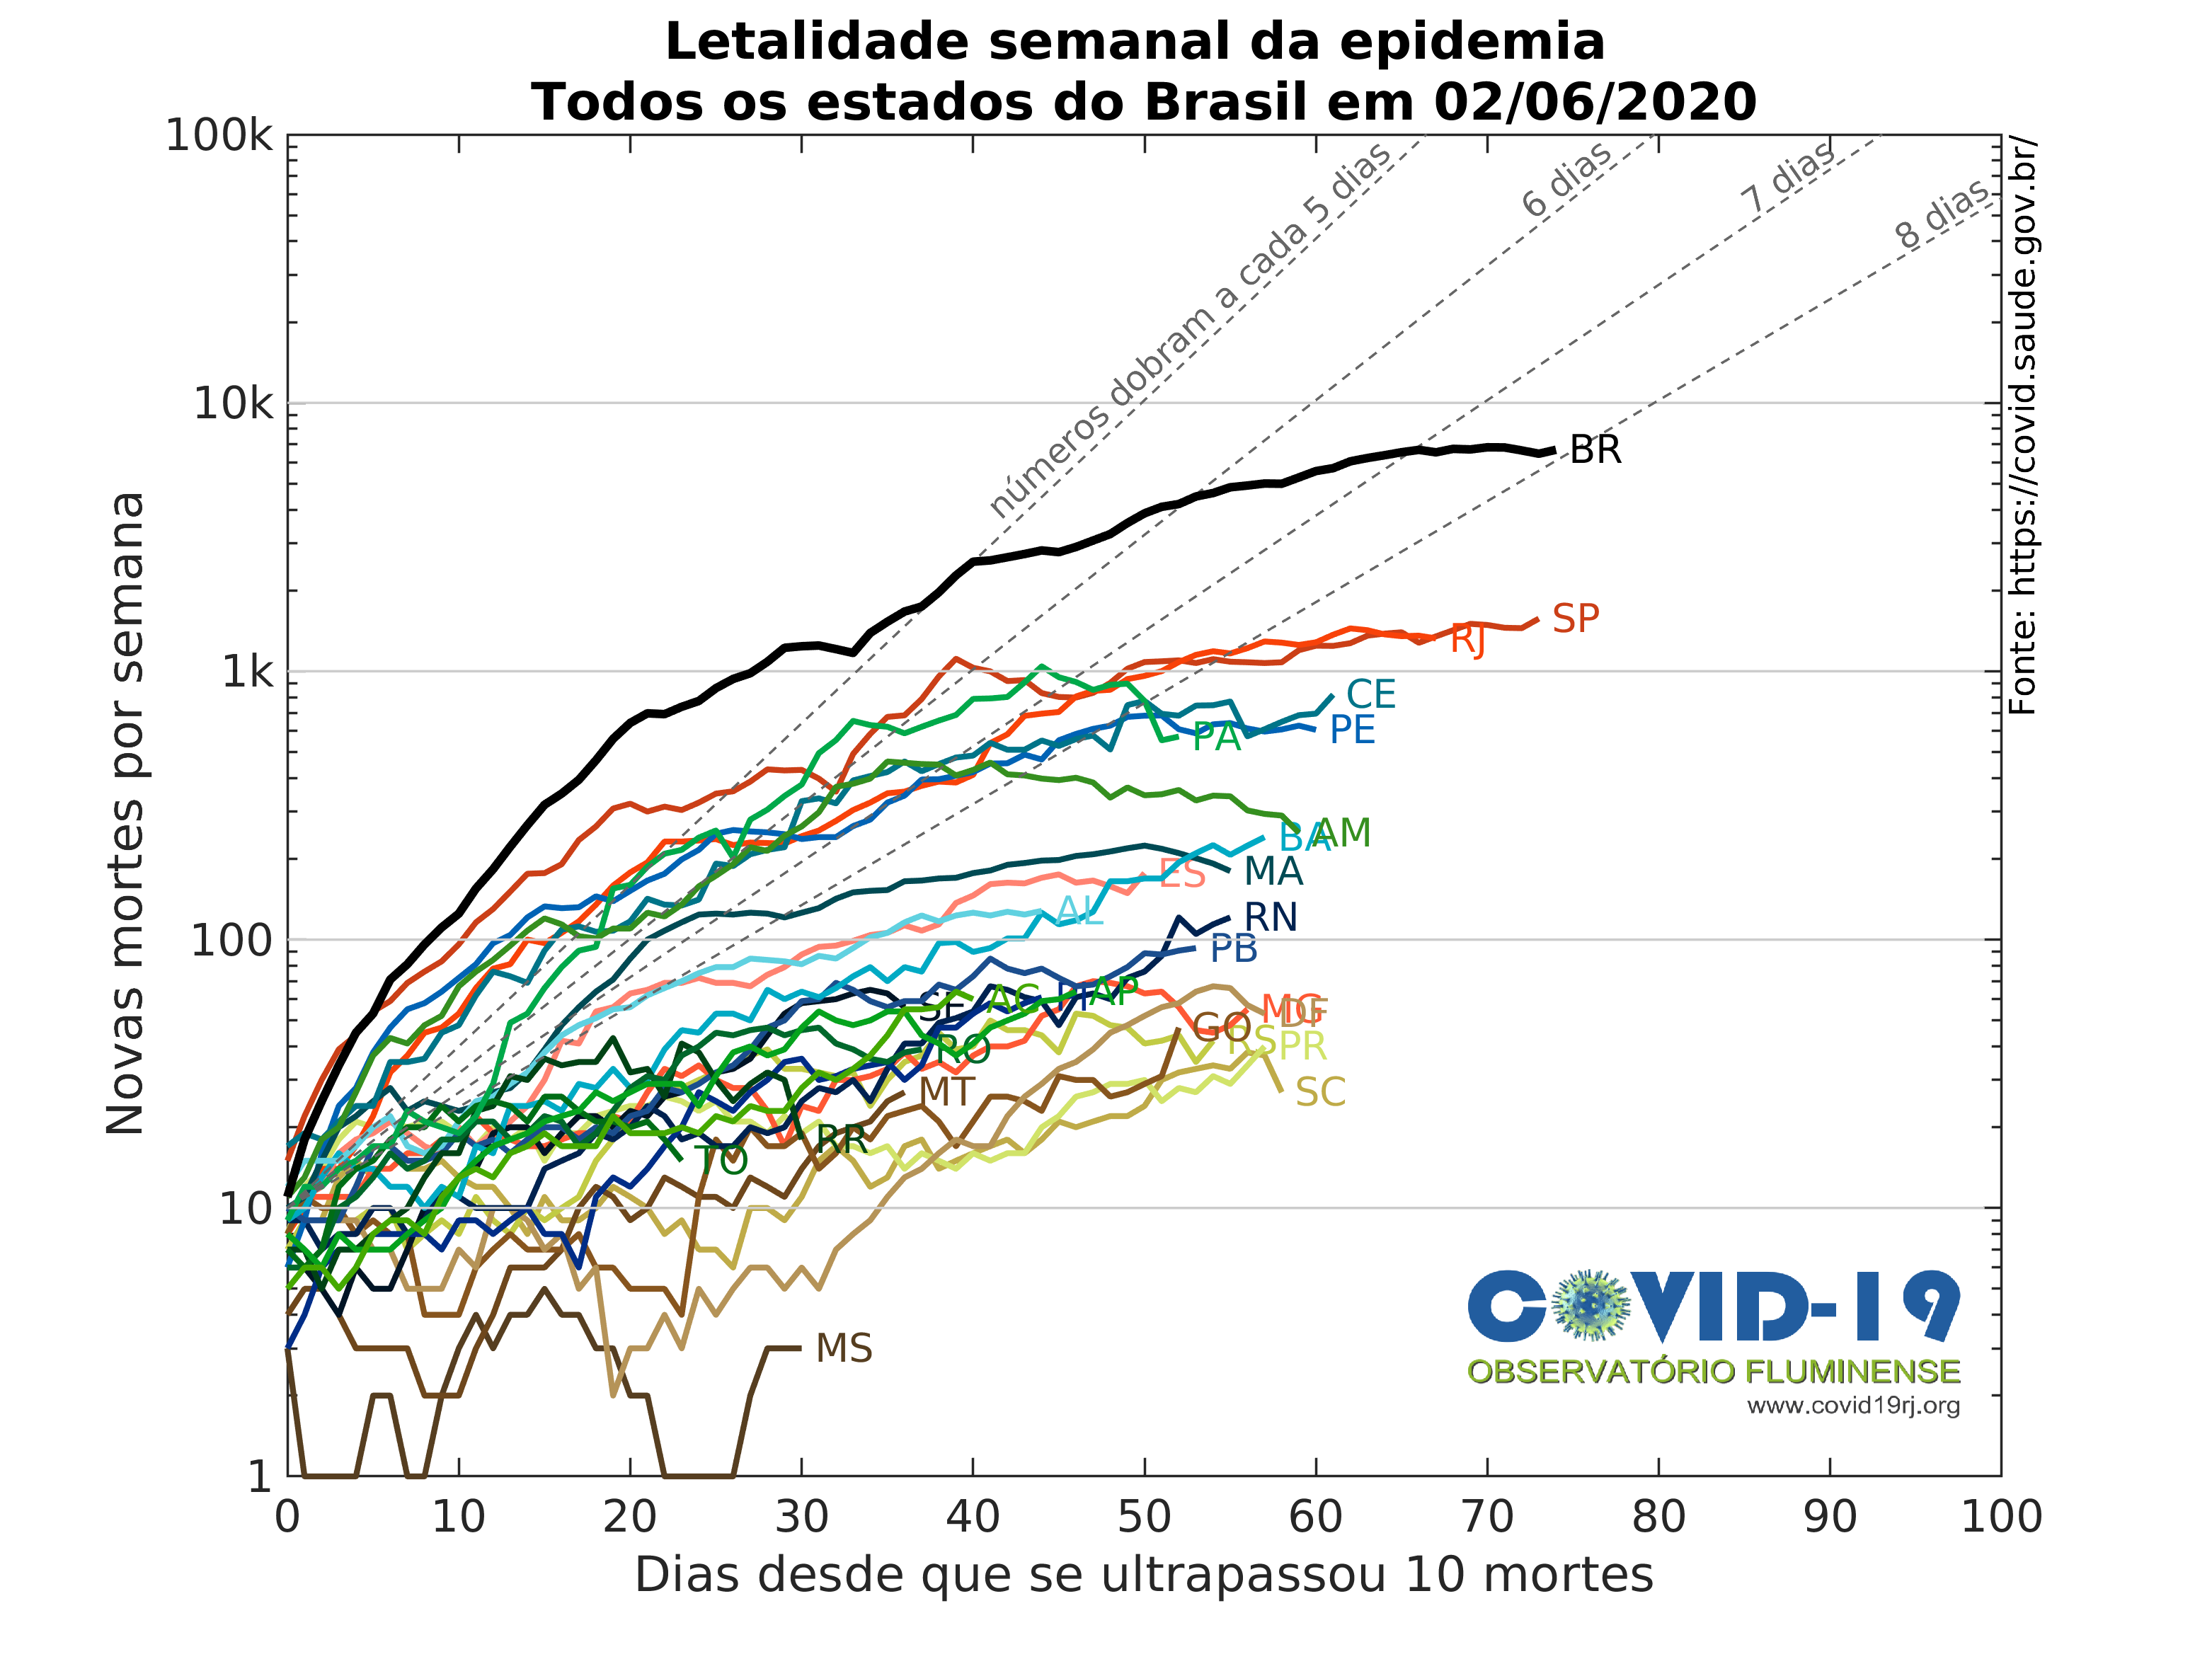 Letalidade semanal da epidemia
Todos os estados do Brasil em 02/06/2020
100k
10k
1k
100
10
1
Novas mortes por semana
números dobram a cada 5 dias
6 dias
7 dias
8 dias
Fonte: https://covid.saude.gov.br/
BR
SP
RJ
CE
PE
PA
BA
AM
MA
ES
AL
RN
PB
SE
AC
PI
AP
MG
DF
GO
RS
PR
RO
SC
MT
RR
TO
MS
COVID-19
OBSERVATÓRIO FLUMINENSE
www.covid19rj.org
0 10 20 30 40 50 60 70 80 90 100
Dias desde que se ultrapassou 10 mortes